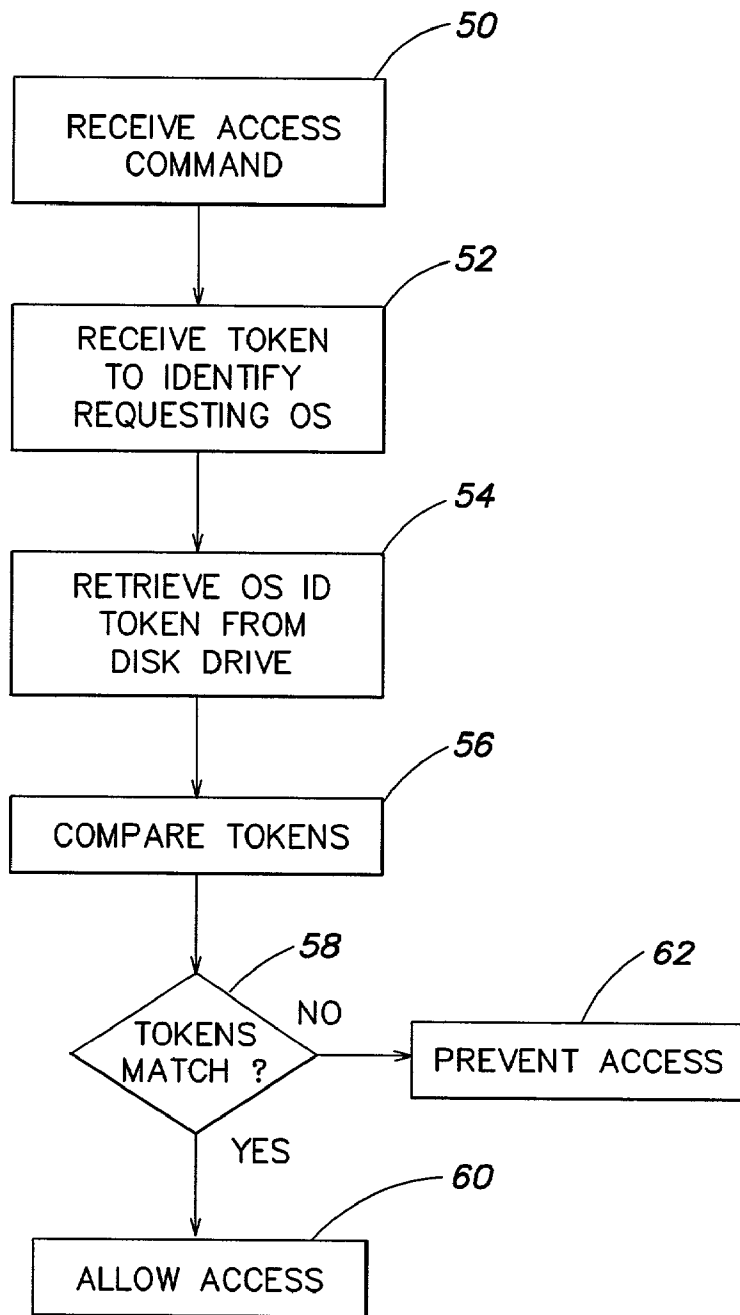 50
RECEIVE ACCESS
COMMAND
52
RECEIVE TOKEN
TO IDENTIFY
REQUESTING OS
54
RETRIEVE OS ID
TOKEN FROM
DISK DRIVE
56
COMPARE TOKENS
58
TOKENS
MATCH ?
NO
62
PREVENT ACCESS
YES
60
ALLOW ACCESS